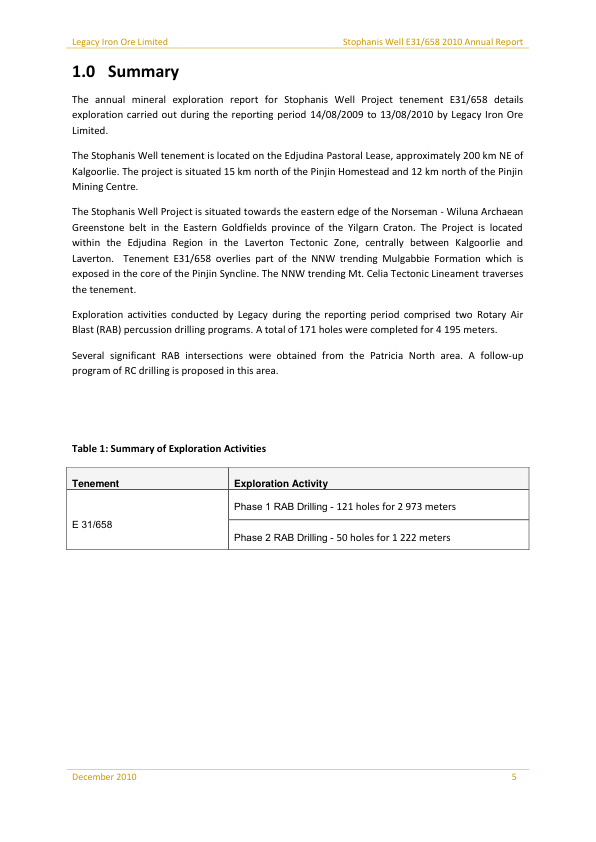 Legacy Iron Ore Limited Stophanis Well E31/658 2010 Annual Report
1.0 Summary
The annual mineral exploration report for Stophanis Well Project tenement E31/658 details
exploration carried out during the reporting period 14/08/2009 to 13/08/2010 by Legacy Iron Ore
Limited.
The Stophanis Well tenement is located on the Edjudina Pastoral Lease, approximately 200 km NE of
Kalgoorlie. The project is situated 15 km north of the Pinjin Homestead and 12 km north of the Pinjin
Mining Centre.
The Stophanis Well Project is situated towards the eastern edge of the Norseman - Wiluna Archaean
Greenstone belt in the Eastern Goldfields province of the Yilgarn Craton. The Project is located
within the Edjudina Region in the Laverton Tectonic Zone, centrally between Kalgoorlie and
Laverton. Tenement E31/658 overlies part of the NNW trending Mulgabbie Formation which is
exposed in the core of the Pinjin Syncline. The NNW trending Mt. Celia Tectonic Lineament traverses
the tenement.
Exploration activities conducted by Legacy during the reporting period comprised two Rotary Air
Blast (RAB) percussion drilling programs. A total of 171 holes were completed for 4 195 meters.
Several significant RAB intersections were obtained from the Patricia North area. A follow-up
program of RC drilling is proposed in this area.
Table 1: Summary of Exploration Activities
Tenement Exploration Activity
Phase 1 RAB Drilling - 121 holes for 2 973 meters
E 31/658
Phase 2 RAB Drilling - 50 holes for 1 222 meters
December 2010 5